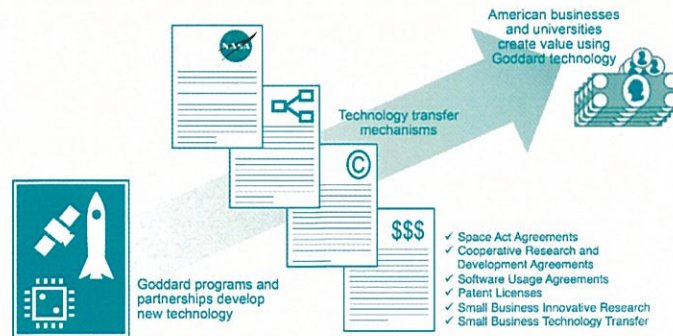 American businesses
and universities
create value using
Goddard technology
NASA
Technology transfer
mechanisms
©
$$$
Goddard programs and
partnerships develop
new technology
✓ Space Act Agreements
✓ Cooperative Research and
Development Agreements
✓ Software Usage Agreements
✓ Patent Licenses
✓ Small Business Innovative Research
✓ Small Business Technology Transfer